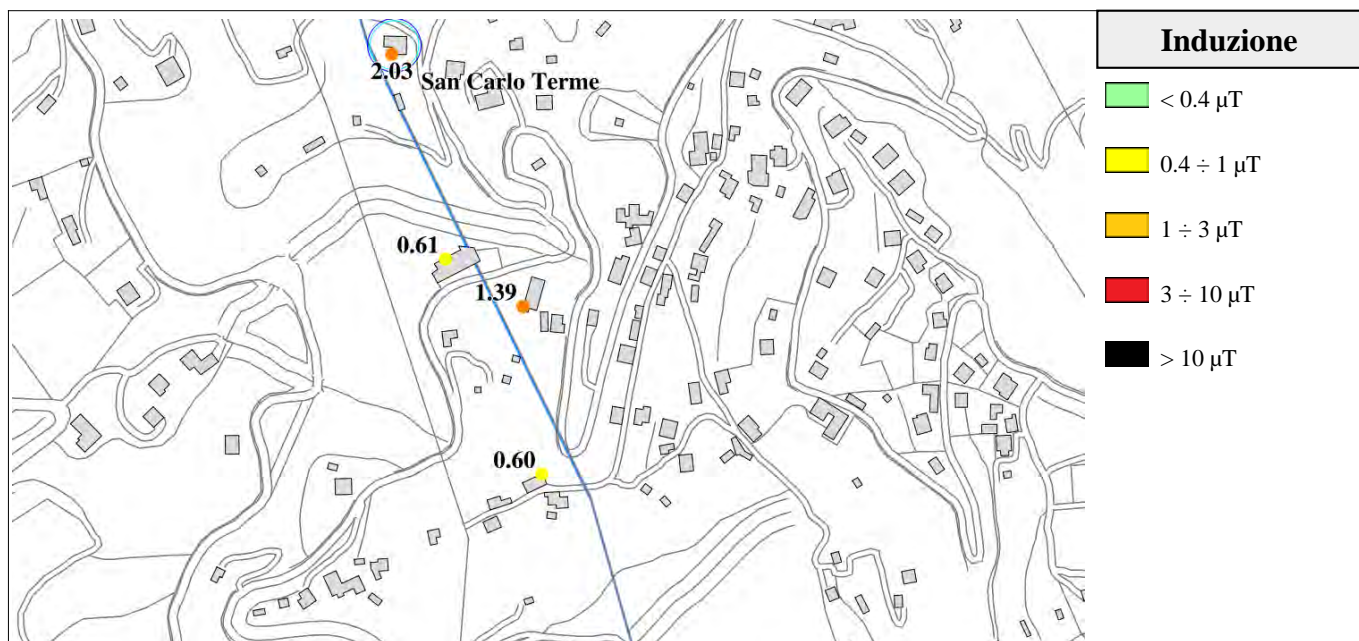 2.03
San Carlo Terme
0.61
1.39
0.60
Induzione
< 0.4 µT
0.4 ÷ 1 µT
1 ÷ 3 µT
3 ÷ 10 µT
> 10 µT